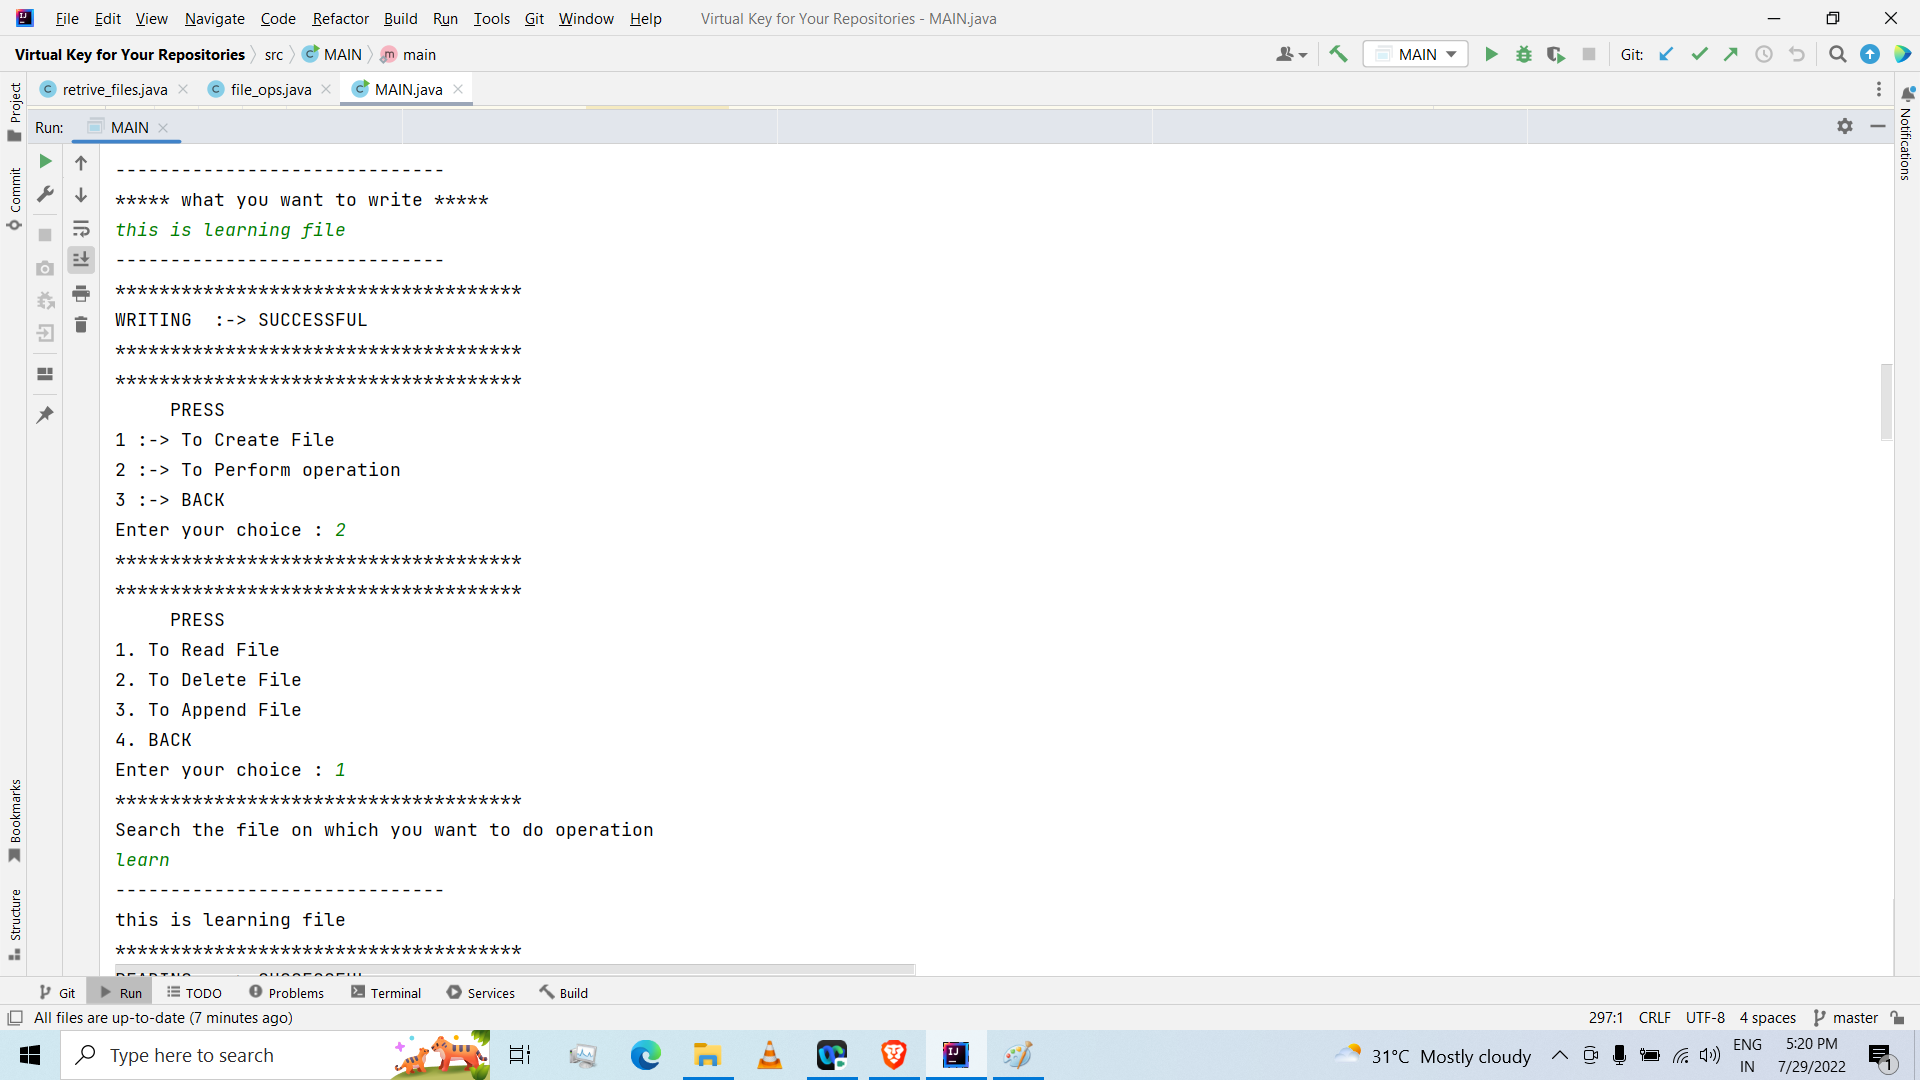 File Edit View Navigate Code Refactor Build Run Tools Git Window Help Virtual Key for Your Repositories - MAIN.java
Virtual Key for Your Repositories src MAIN main MAIN Git:
retrive_files.java file_ops.java MAIN.java
Run: MAIN
Project
Commit
Bookmarks
Structure
Notifications
------------------------------
***** what you want to write *****
this is learning file
------------------------------
*************************************
WRITING  :-> SUCCESSFUL
*************************************
*************************************
     PRESS
1 :-> To Create File
2 :-> To Perform operation
3 :-> BACK
Enter your choice : 2
*************************************
*************************************
     PRESS
1. To Read File
2. To Delete File
3. To Append File
4. BACK
Enter your choice : 1
*************************************
Search the file on which you want to do operation
learn
------------------------------
this is learning file
*************************************
Git Run TODO Problems Terminal Services Build
All files are up-to-date (7 minutes ago) 297:1 CRLF UTF-8 4 spaces master
Type here to search 31°C Mostly cloudy ENG IN 5:20 PM 7/29/2022 1